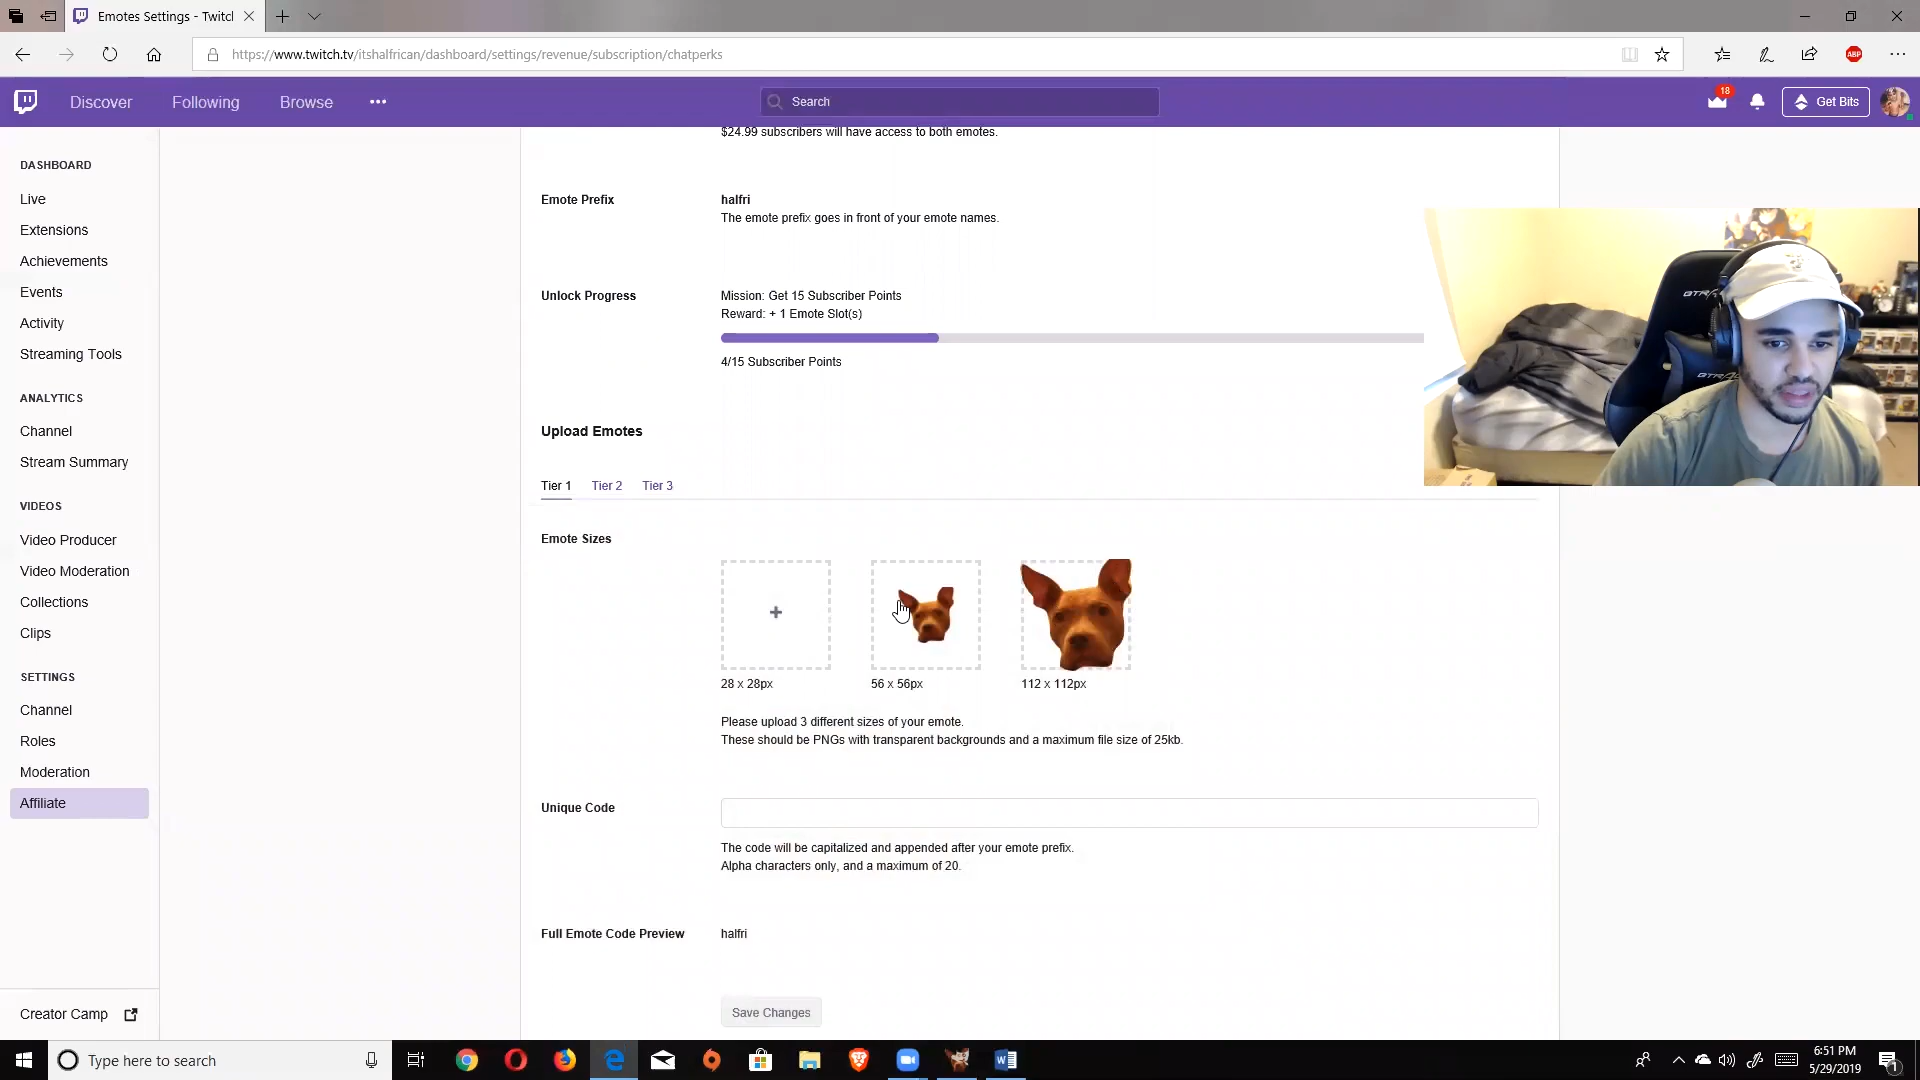 Emotes Settings - Twitcl
https://www.twitch.tv/itshalfrican/dashboard/settings/revenue/subscription/chatperks
ABP
Discover
Following
Browse
Search
18
Get Bits
DASHBOARD
Live
Extensions
Achievements
Events
Activity
Streaming Tools
ANALYTICS
Channel
Stream Summary
VIDEOS
Video Producer
Video Moderation
Collections
Clips
SETTINGS
Channel
Roles
Moderation
Affiliate
Creator Camp
$24.99 subscribers will have access to both emotes.
Emote Prefix
halfri
The emote prefix goes in front of your emote names.
Unlock Progress
Mission: Get 15 Subscriber Points
Reward: + 1 Emote Slot(s)
4/15 Subscriber Points
Upload Emotes
Tier 1 Tier 2 Tier 3
Emote Sizes
28 x 28px
56 x 56px
112 x 112px
Please upload 3 different sizes of your emote.
These should be PNGs with transparent backgrounds and a maximum file size of 25kb.
Unique Code
The code will be capitalized and appended after your emote prefix.
Alpha characters only, and a maximum of 20.
Full Emote Code Preview
halfri
Save Changes
Type here to search
6:51 PM
5/29/2019
1